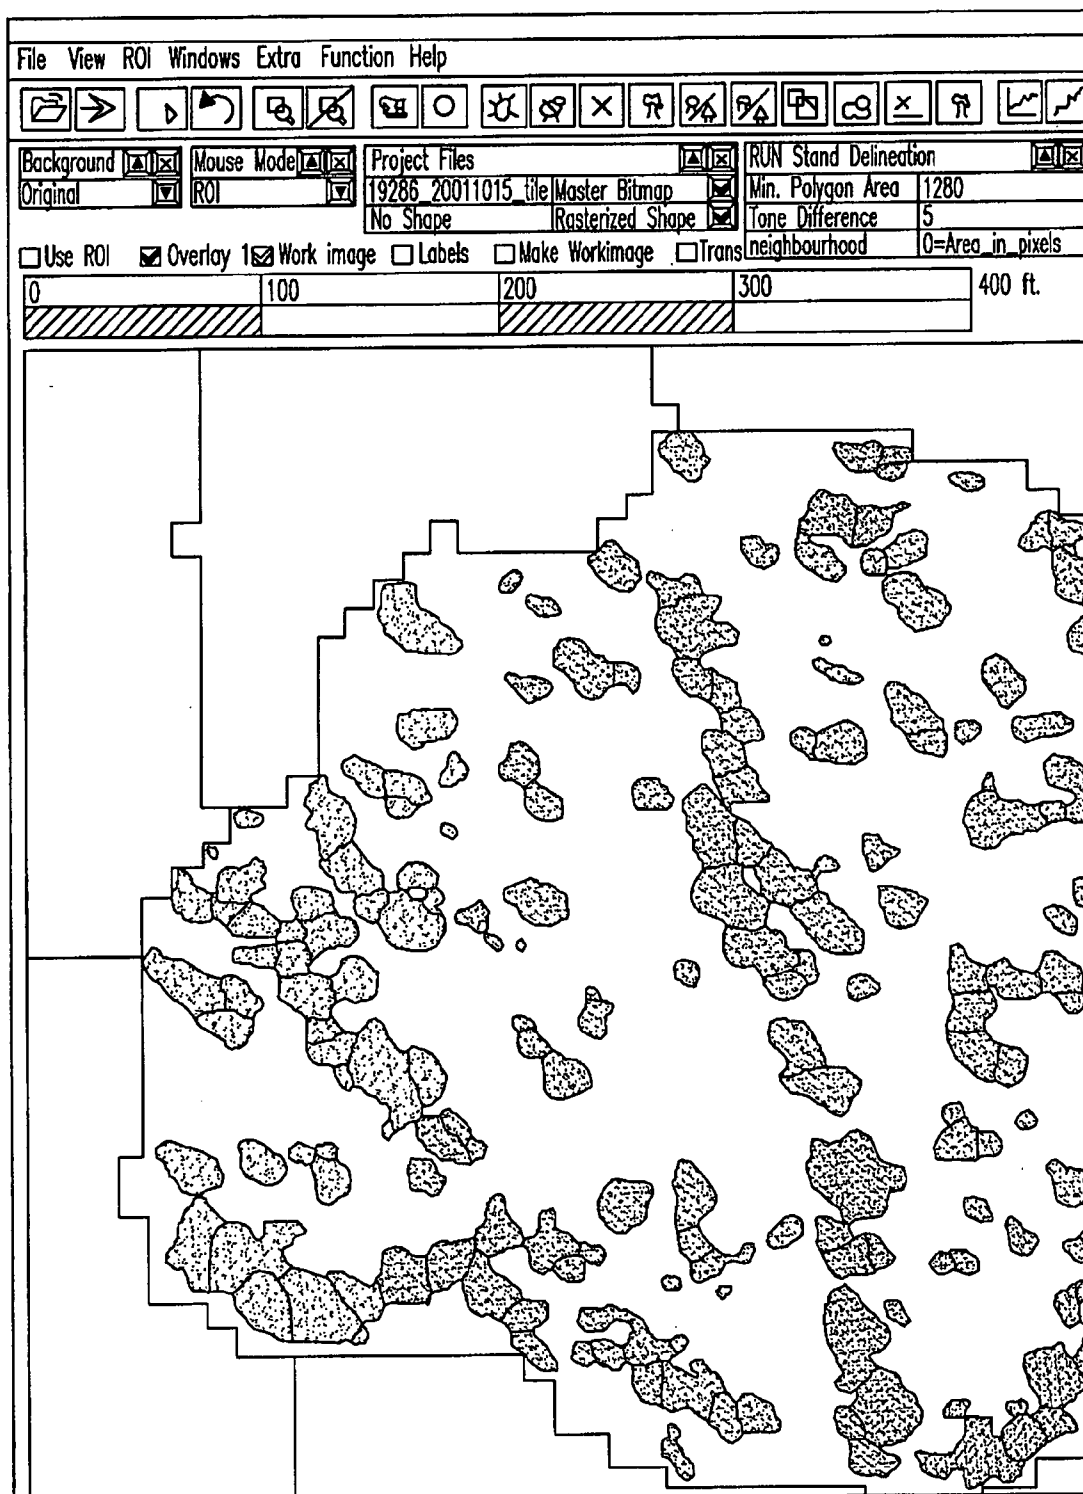 File View ROI Windows Extra Function Help
Background Mouse Mode Project Files RUN Stand Delineation
Original ROI 19286_20011015_tile Master Bitmap Min. Polygon Area 1280
No Shape Rasterized Shape Tone Difference 5
Use ROI Overlay 1 Work image Labels Make Workimage Trans neighbourhood 0=Area_in_pixels
0 100 200 300 400 ft.